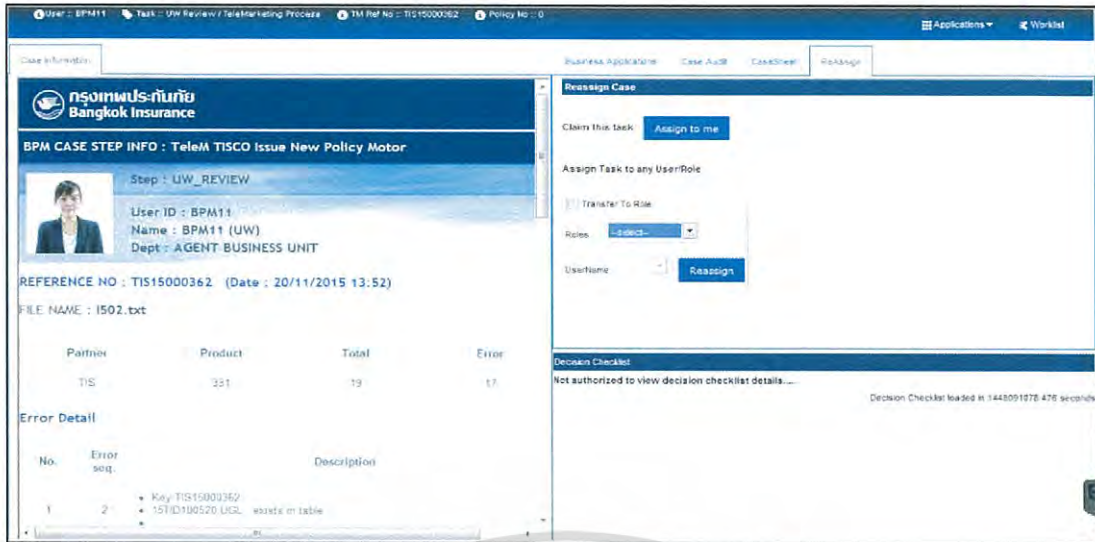 User :: BPM11 Task :: UW Review / TeleMarketing Process TM Ref No :: TIS15000362 Policy No :: 0
Applications Worklist
Case Information
กรุงเทพประกันภัย
Bangkok Insurance
BPM CASE STEP INFO : TeleM TISCO Issue New Policy Motor
Step : UW_REVIEW
User ID : BPM11
Name : BPM11 (UW)
Dept : AGENT BUSINESS UNIT
REFERENCE NO : TIS15000362 (Date : 20/11/2015 13:52)
FILE NAME : I502.txt
Partner Product Total Error
TIS 331 19 17
Error Detail
No. Error seq. Description
1 2
Key TIS15000362
15TID100520 UGL exists in table
Business Applications Case Audit CaseSheet ReAssign
Reassign Case
Claim this task Assign to me
Assign Task to any User/Role
Transfer To Role
Roles --select--
UserName Reassign
Decision Checklist
Not authorized to view decision checklist details.....
Decision Checklist loaded in 1448091078.476 seconds